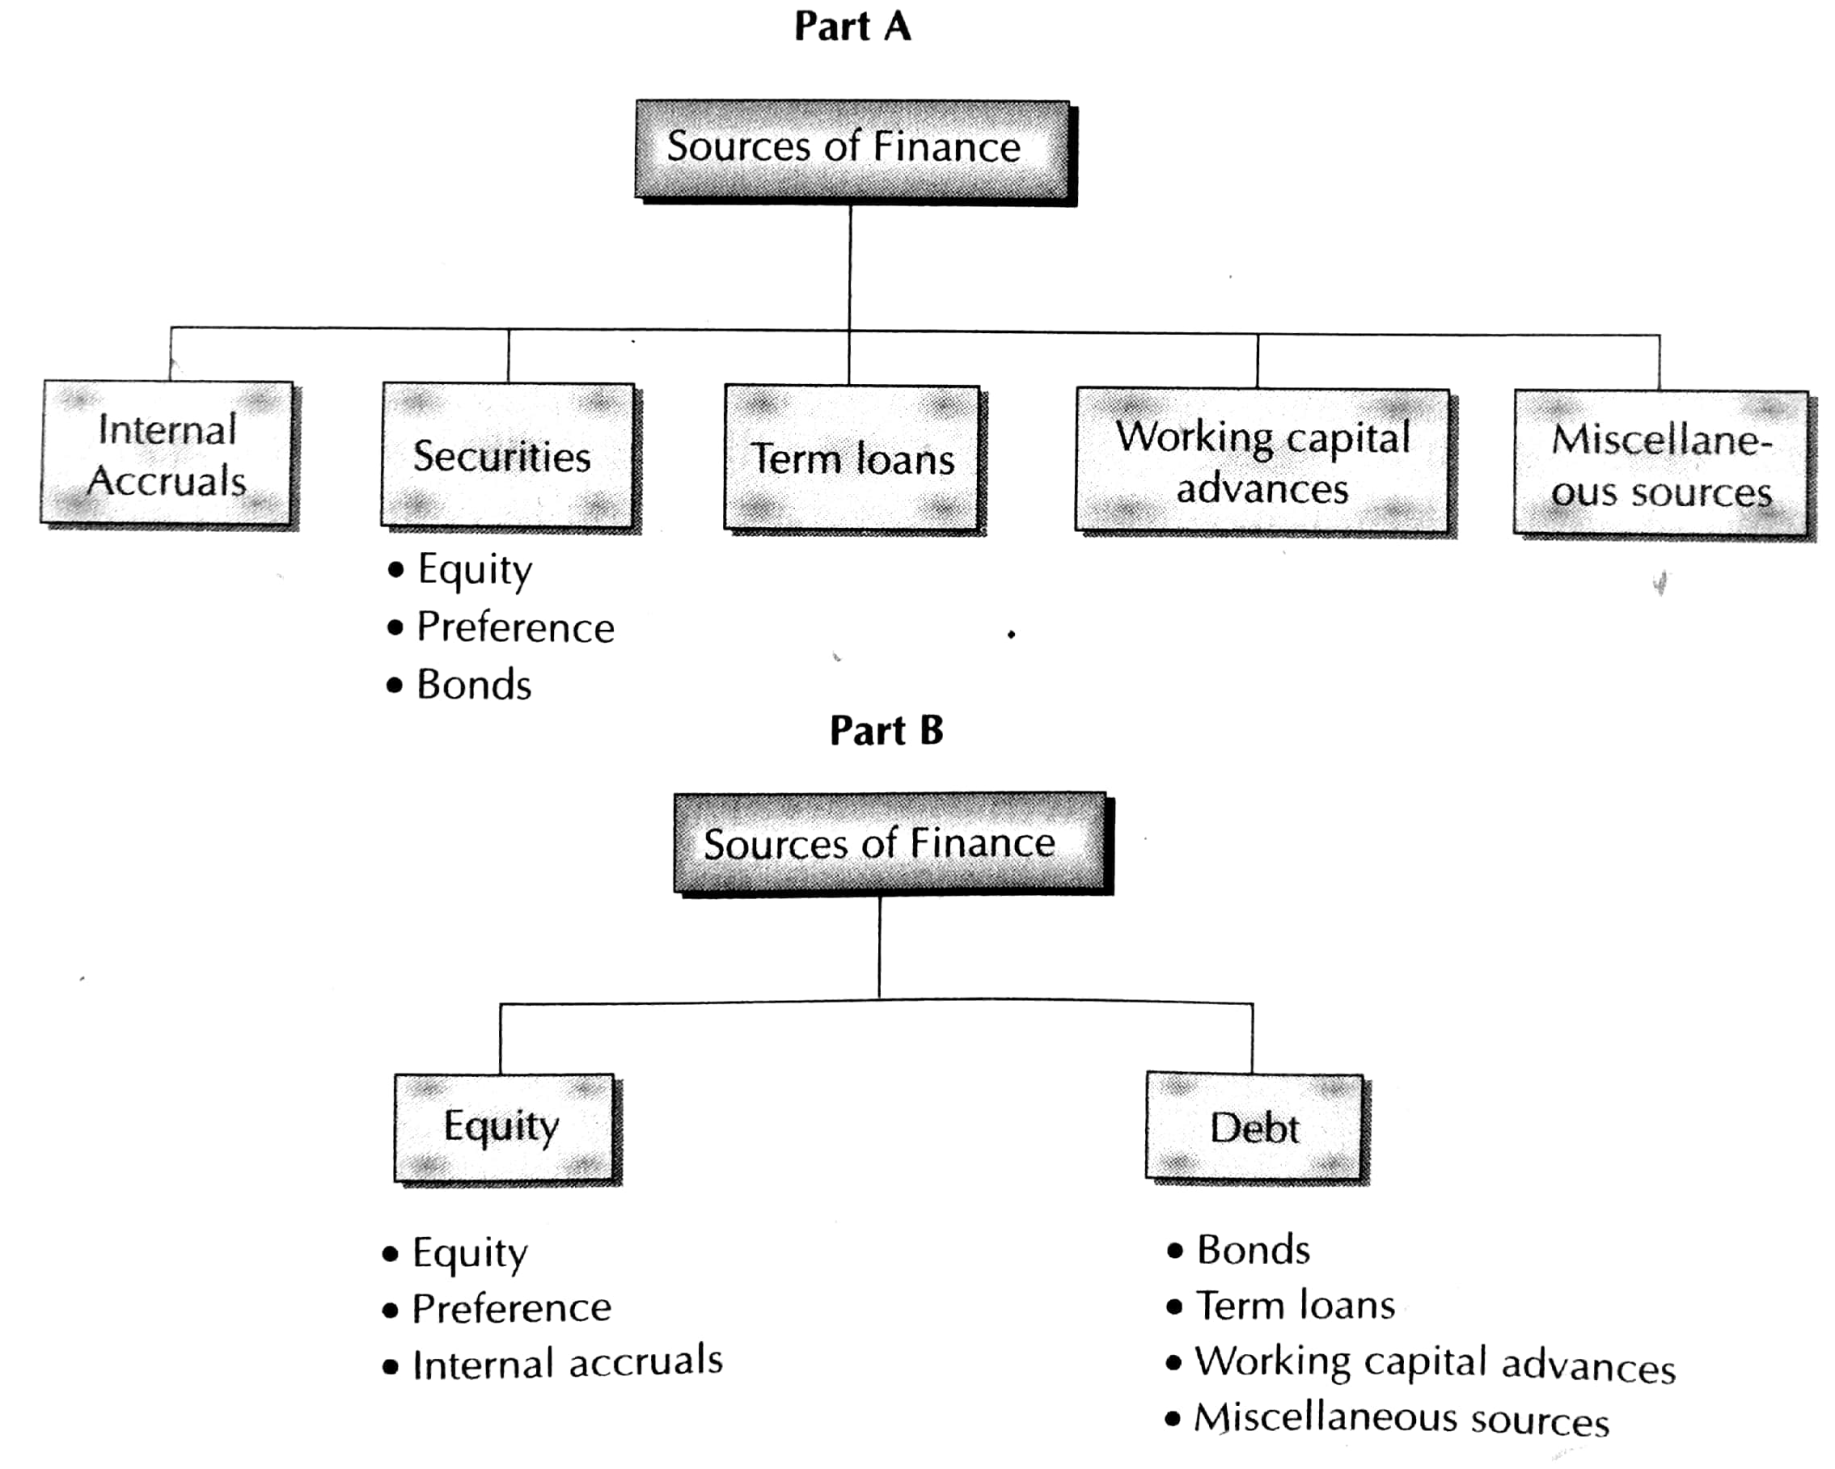 Part A
Sources of Finance
Internal
Accruals
Securities
Term loans
Working capital
advances
Miscellane-
ous sources
• Equity
• Preference
• Bonds
Part B
Sources of Finance
Equity
Debt
• Equity
• Preference
• Internal accruals
• Bonds
• Term loans
• Working capital advances
• Miscellaneous sources